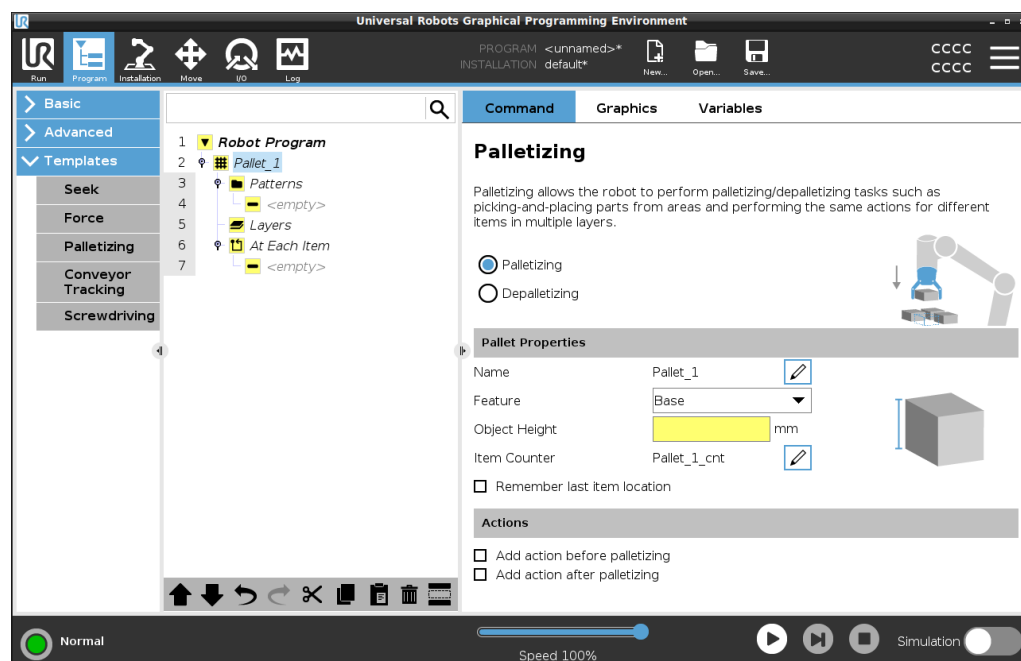 Universal Robots Graphical Programming Environment
UR
Run
Program
Installation
Move
I/O
Log
PROGRAM <unnamed>*
INSTALLATION default*
New...
Open...
Save...
CCCC
CCCC
Basic
Advanced
Templates
Seek
Force
Palletizing
Conveyor
Tracking
Screwdriving
1 Robot Program
2 Pallet_1
3 Patterns
4 <empty>
5 Layers
6 At Each Item
7 <empty>
Command Graphics Variables
Palletizing
Palletizing allows the robot to perform palletizing/depalletizing tasks such as
picking-and-placing parts from areas and performing the same actions for different
items in multiple layers.
Palletizing
Depalletizing
Pallet Properties
Name Pallet_1
Feature Base
Object Height mm
Item Counter Pallet_1_cnt
Remember last item location
Actions
Add action before palletizing
Add action after palletizing
Normal
Speed 100%
Simulation